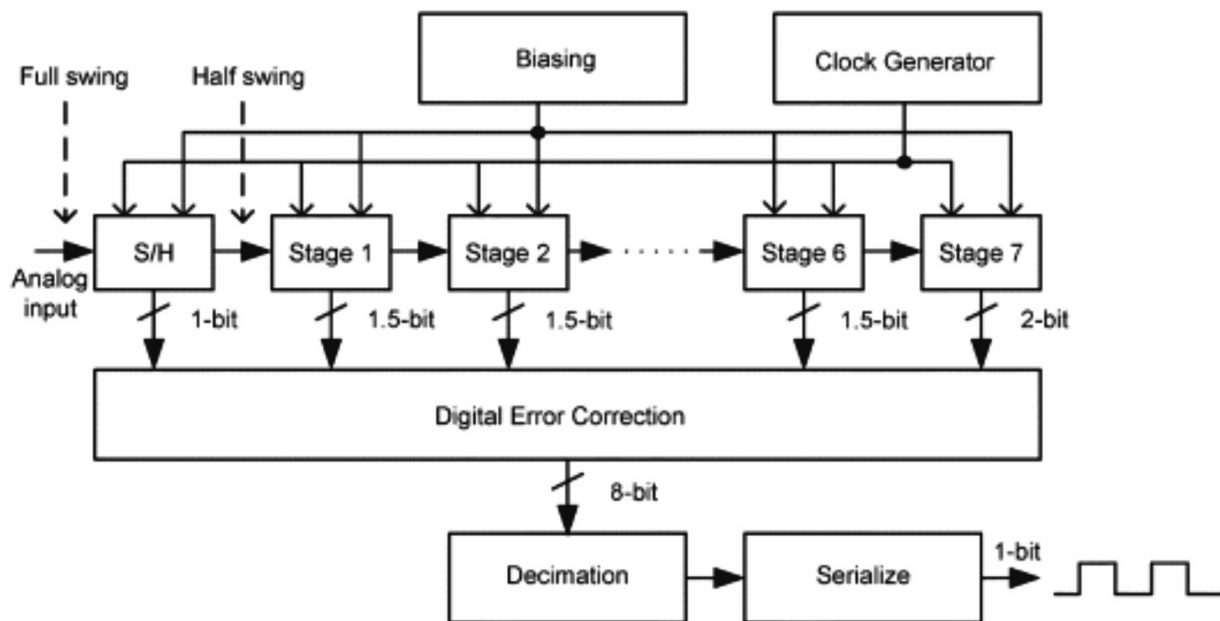 Biasing
Clock Generator
Full swing
Half swing
S/H
Stage 1
Stage 2
Stage 6
Stage 7
Analog
input
1-bit
1.5-bit
1.5-bit
1.5-bit
2-bit
Digital Error Correction
8-bit
Decimation
Serialize
1-bit